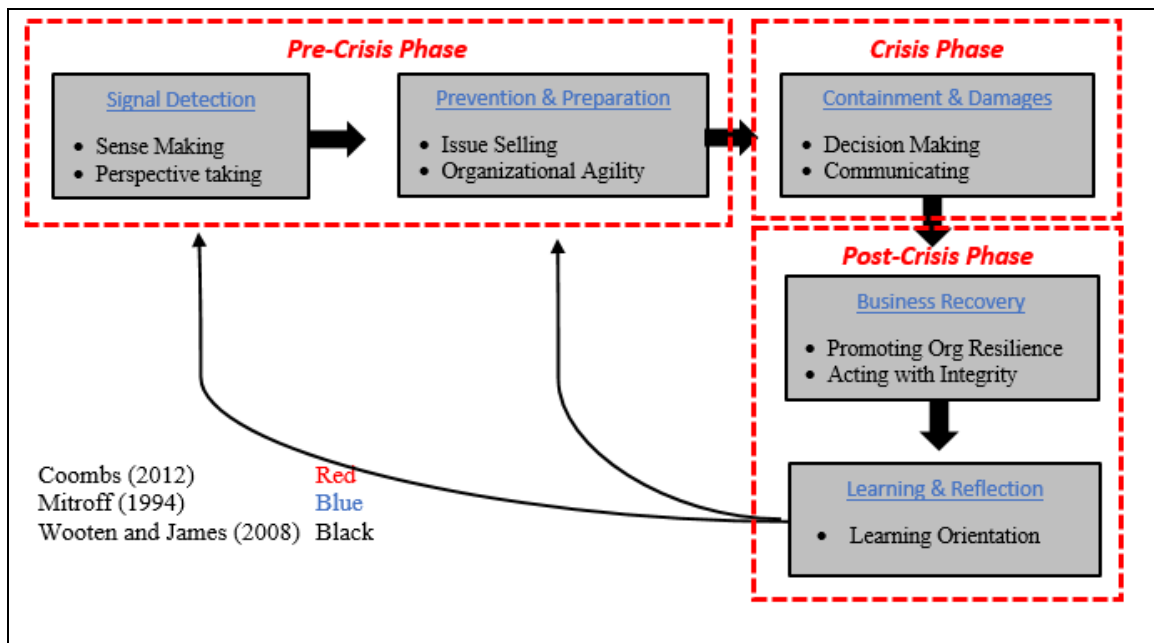 Pre-Crisis Phase
Signal Detection
• Sense Making
• Perspective taking
Prevention & Preparation
• Issue Selling
• Organizational Agility
Crisis Phase
Containment & Damages
• Decision Making
• Communicating
Post-Crisis Phase
Business Recovery
• Promoting Org Resilience
• Acting with Integrity
Learning & Reflection
• Learning Orientation
Coombs (2012) Red
Mitroff (1994) Blue
Wooten and James (2008) Black